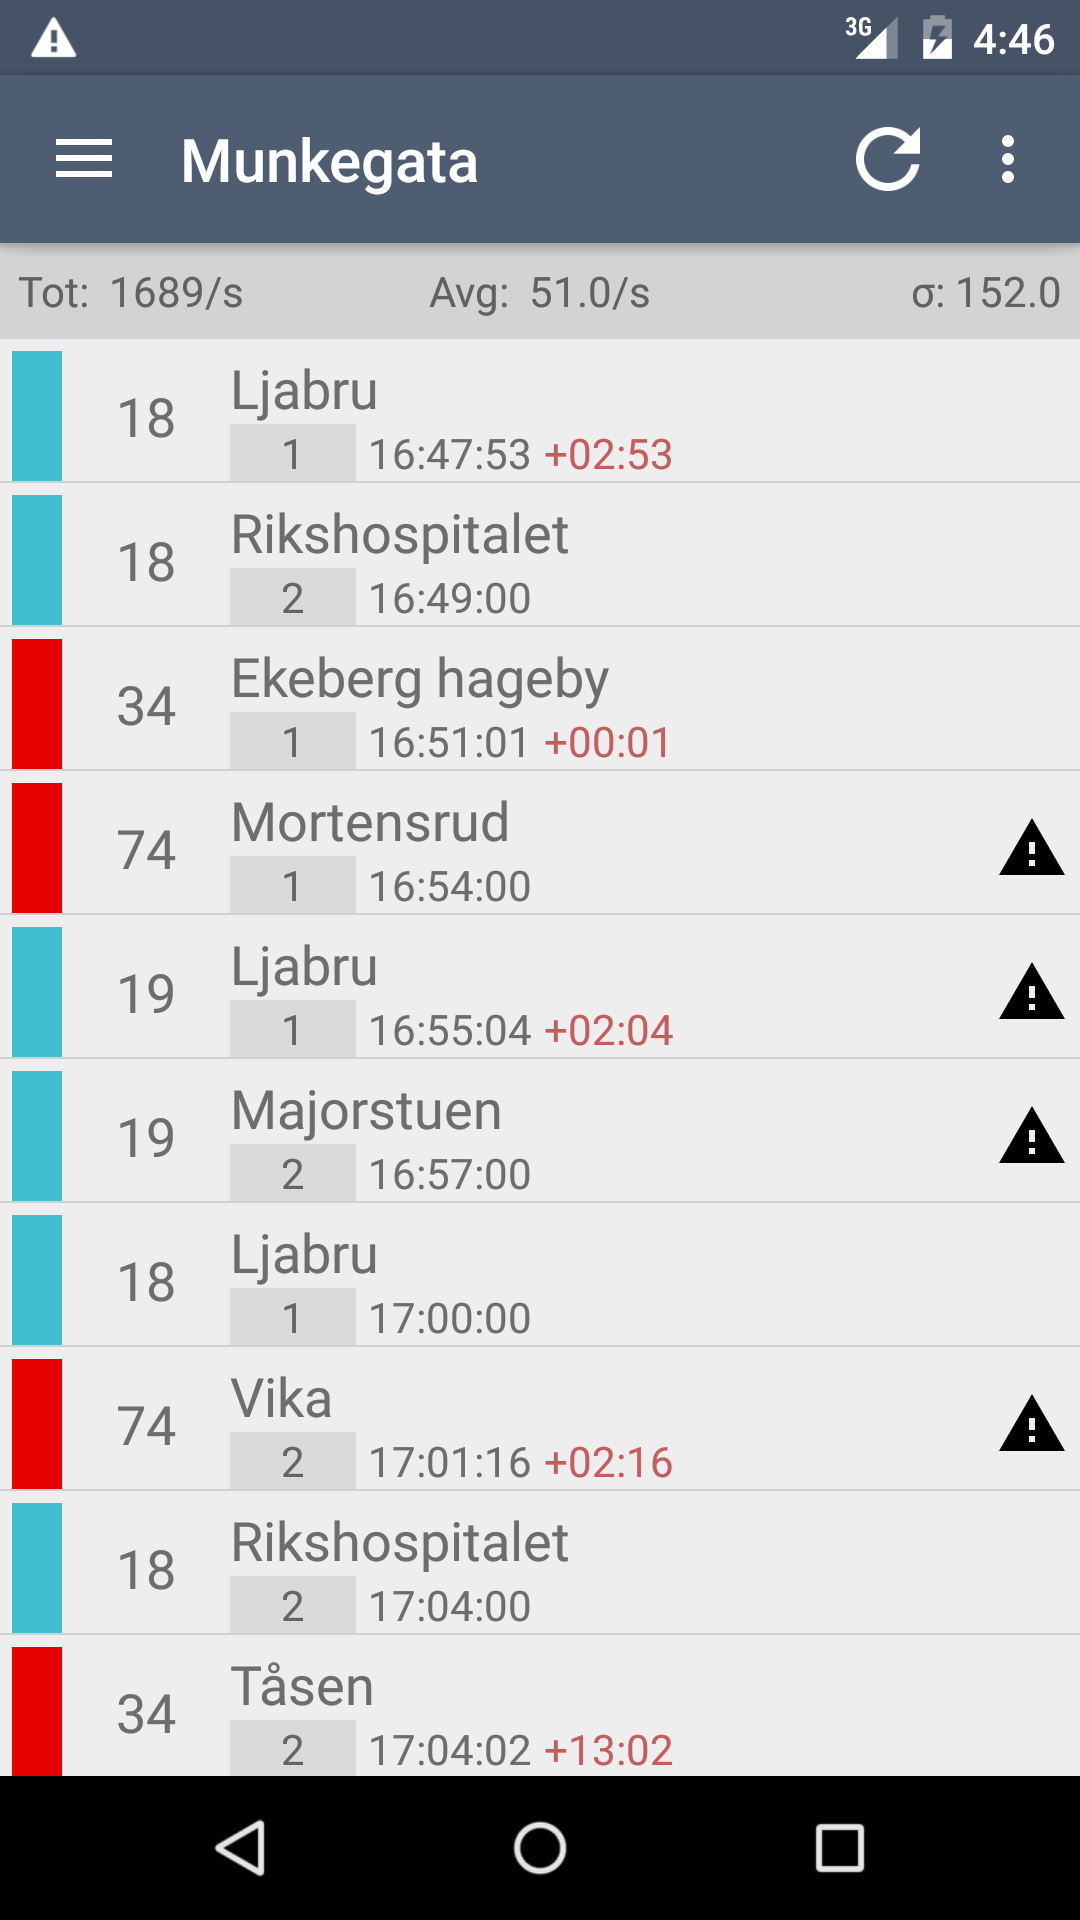 3G 4:46
Munkegata
Tot: 1689/s Avg: 51.0/s σ: 152.0
18 Ljabru
1 16:47:53 +02:53
18 Rikshospitalet
2 16:49:00
34 Ekeberg hageby
1 16:51:01 +00:01
74 Mortensrud
1 16:54:00
19 Ljabru
1 16:55:04 +02:04
19 Majorstuen
2 16:57:00
18 Ljabru
1 17:00:00
74 Vika
2 17:01:16 +02:16
18 Rikshospitalet
2 17:04:00
34 Tåsen
2 17:04:02 +13:02